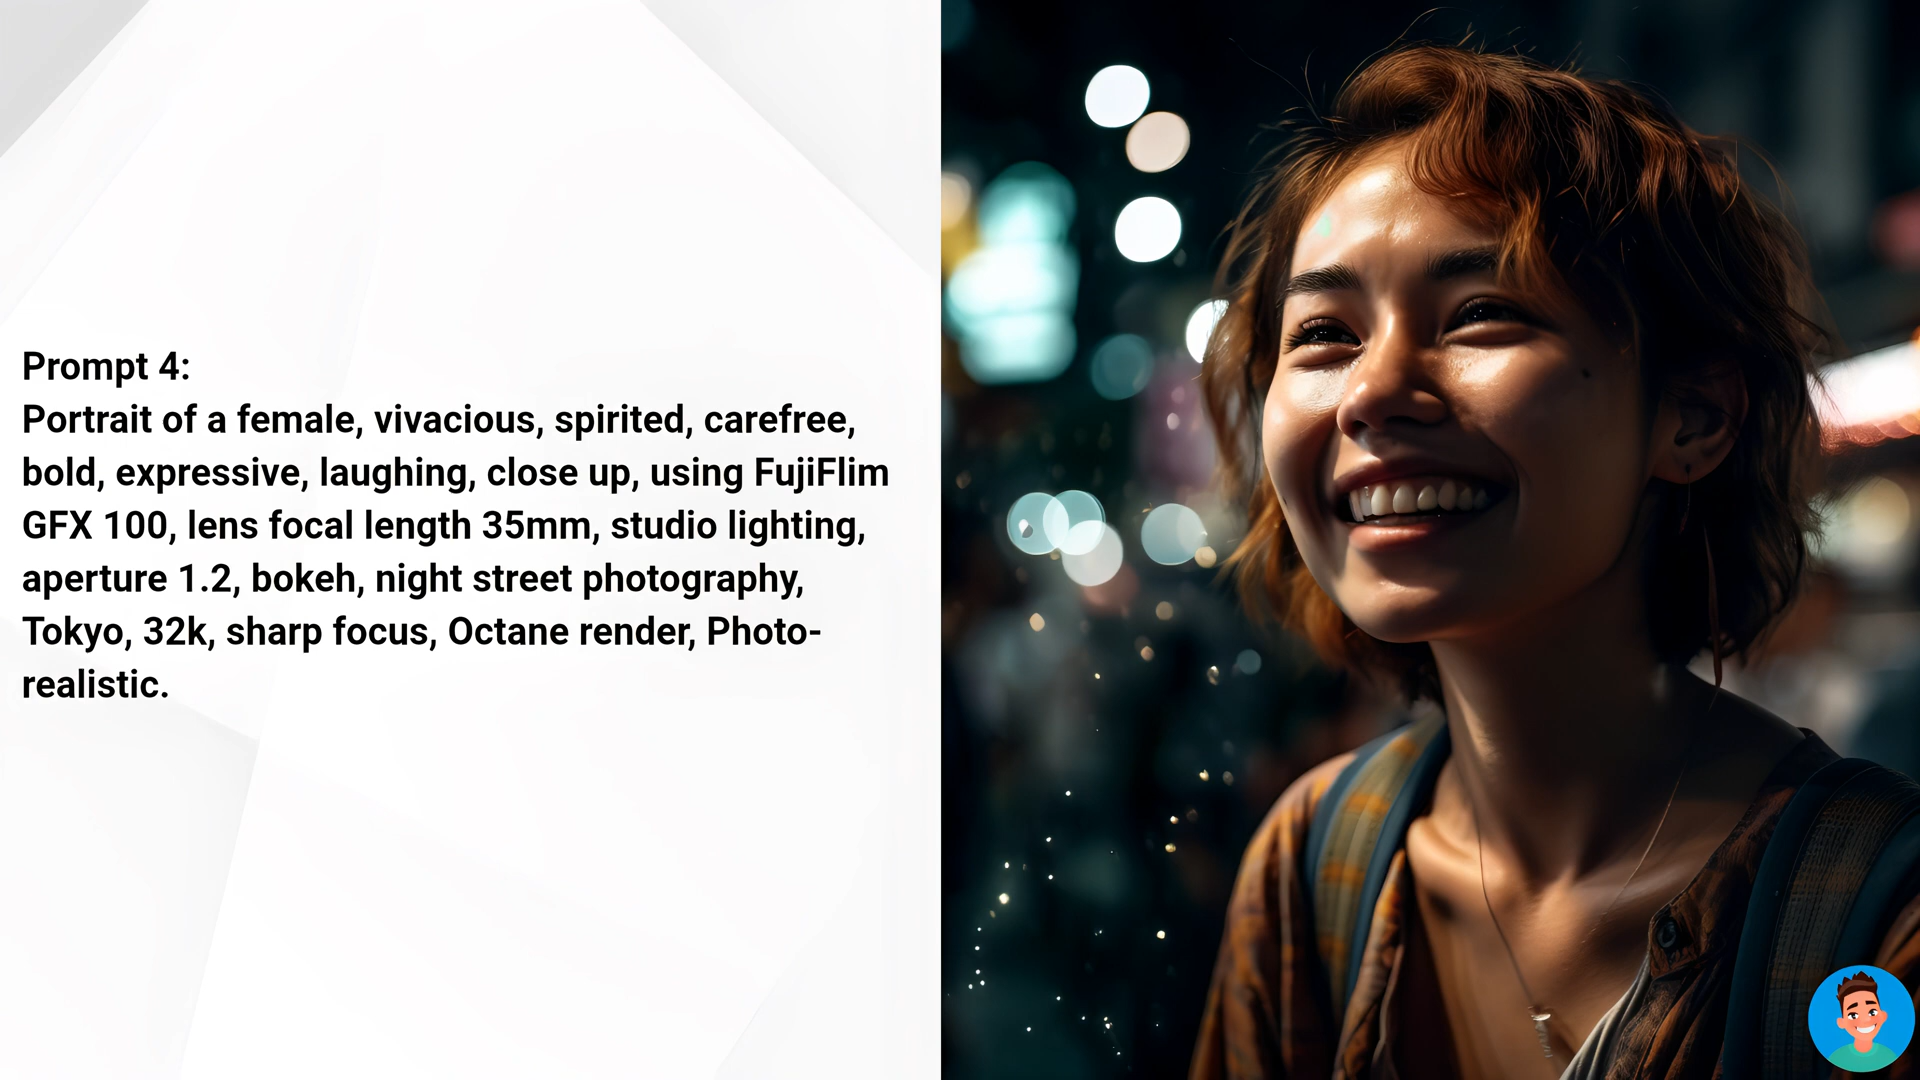 Prompt 4:
Portrait of a female, vivacious, spirited, carefree,
bold, expressive, laughing, close up, using FujiFlim
GFX 100, lens focal length 35mm, studio lighting,
aperture 1.2, bokeh, night street photography,
Tokyo, 32k, sharp focus, Octane render, Photo-
realistic.